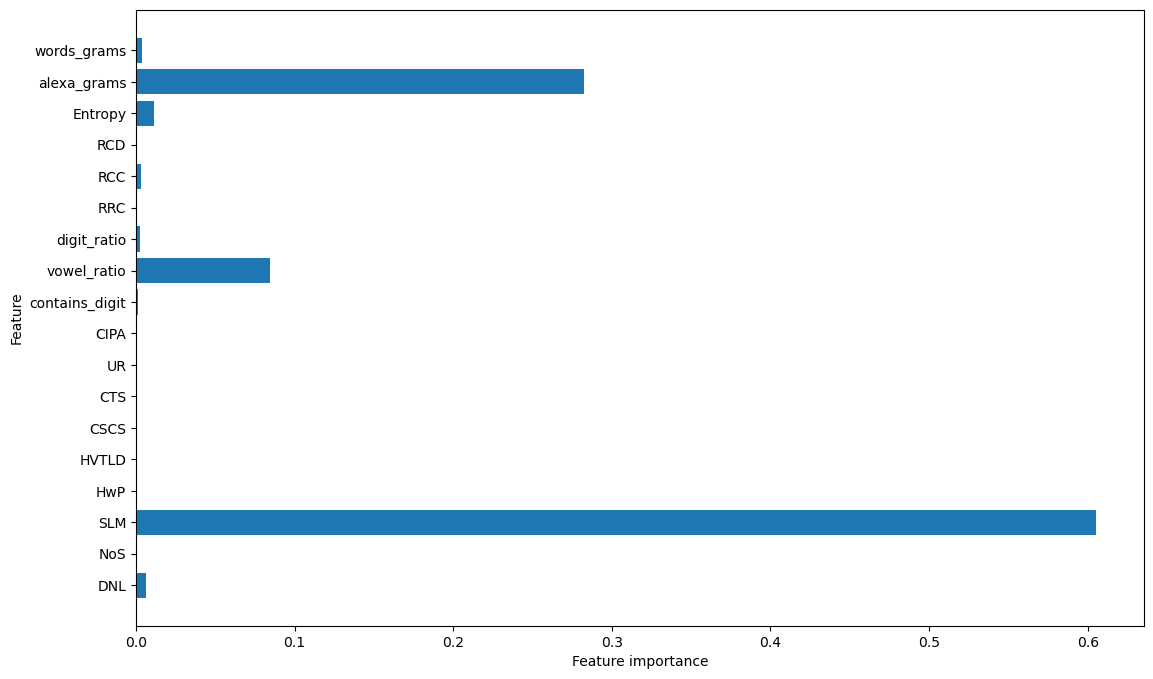 words_grams
alexa_grams
Entropy
RCD
RCC
RRC
digit_ratio
vowel_ratio
contains_digit
CIPA
UR
CTS
CSCS
HVTLD
HwP
SLM
NoS
DNL
Feature
0.0 0.1 0.2 0.3 0.4 0.5 0.6
Feature importance